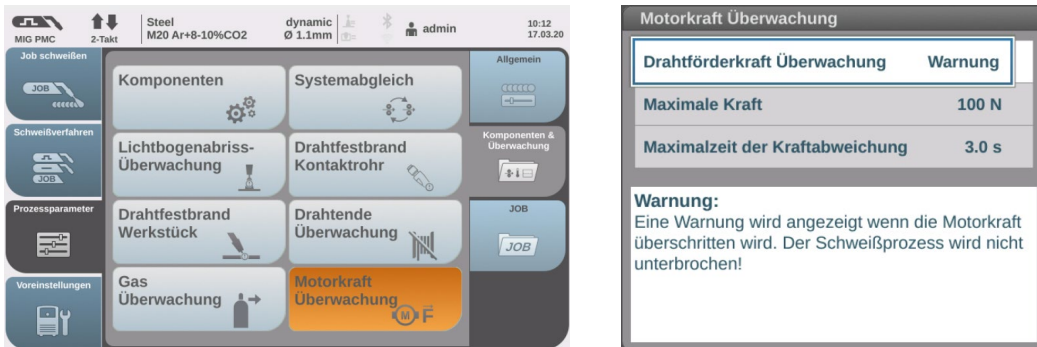 MIG PMC
2-Takt
Steel
M20 Ar+8-10%CO2
dynamic
Ø 1.1mm
admin
10:12
17.03.20
Job schweißen
JOB
Schweißverfahren
JOB
Prozessparameter
Voreinstellungen
Komponenten
Systemabgleich
Lichtbogenabriss-
Überwachung
Drahtfestbrand
Kontaktrohr
Drahtfestbrand
Werkstück
Drahtende
Überwachung
Gas
Überwachung
Motorkraft
Überwachung
M F
Allgemein
Komponenten &
Überwachung
JOB
JOB
Motorkraft Überwachung
Drahtförderkraft Überwachung Warnung
Maximale Kraft 100 N
Maximalzeit der Kraftabweichung 3.0 s
Warnung:
Eine Warnung wird angezeigt wenn die Motorkraft
überschritten wird. Der Schweißprozess wird nicht
unterbrochen!